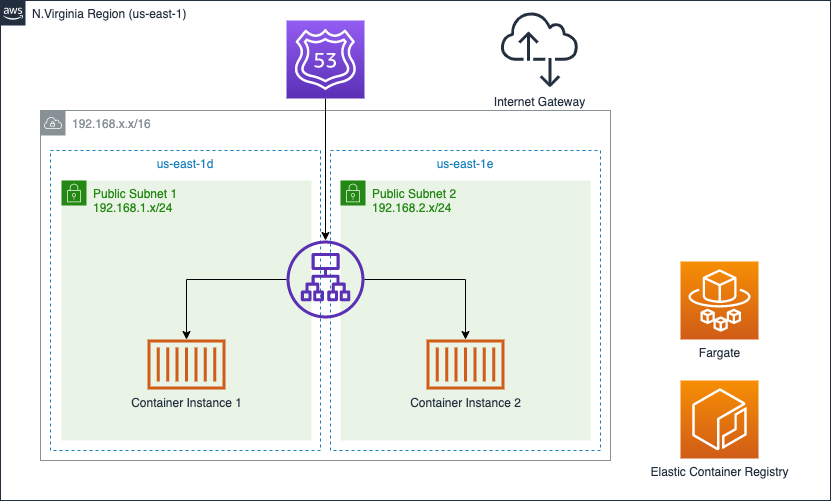 aws
N.Virginia Region (us-east-1)
53
Internet Gateway
192.168.x.x/16
us-east-1d
us-east-1e
Public Subnet 1
192.168.1.x/24
Public Subnet 2
192.168.2.x/24
Container Instance 1
Container Instance 2
Fargate
Elastic Container Registry